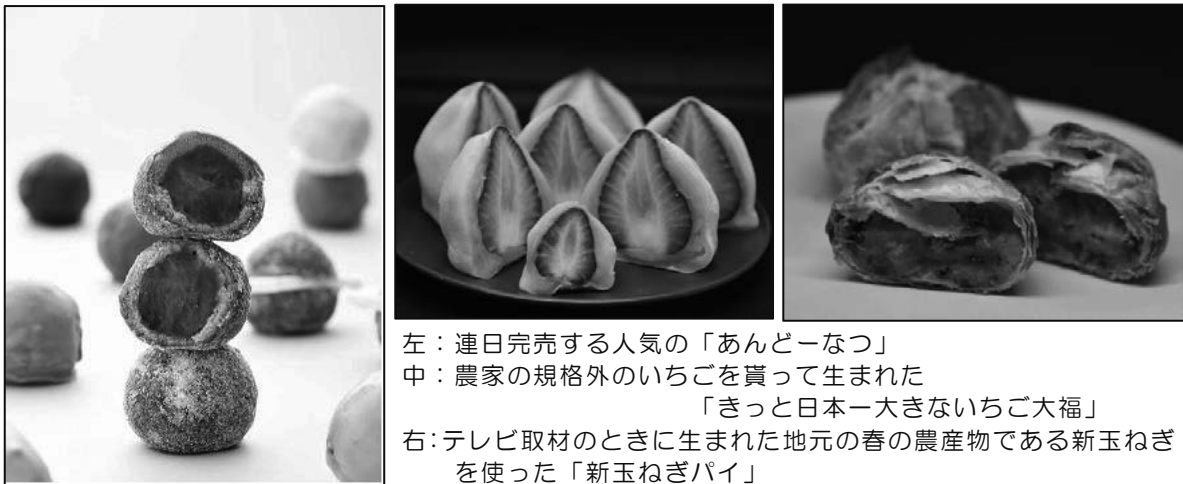 左：連日完売する人気の「あんどーなつ」
中：農家の規格外のいちごを貰って生まれた
「きっと日本一大きないちご大福」
右：テレビ取材のときに生まれた地元の春の農産物である新玉ねぎ
を使った「新玉ねぎパイ」